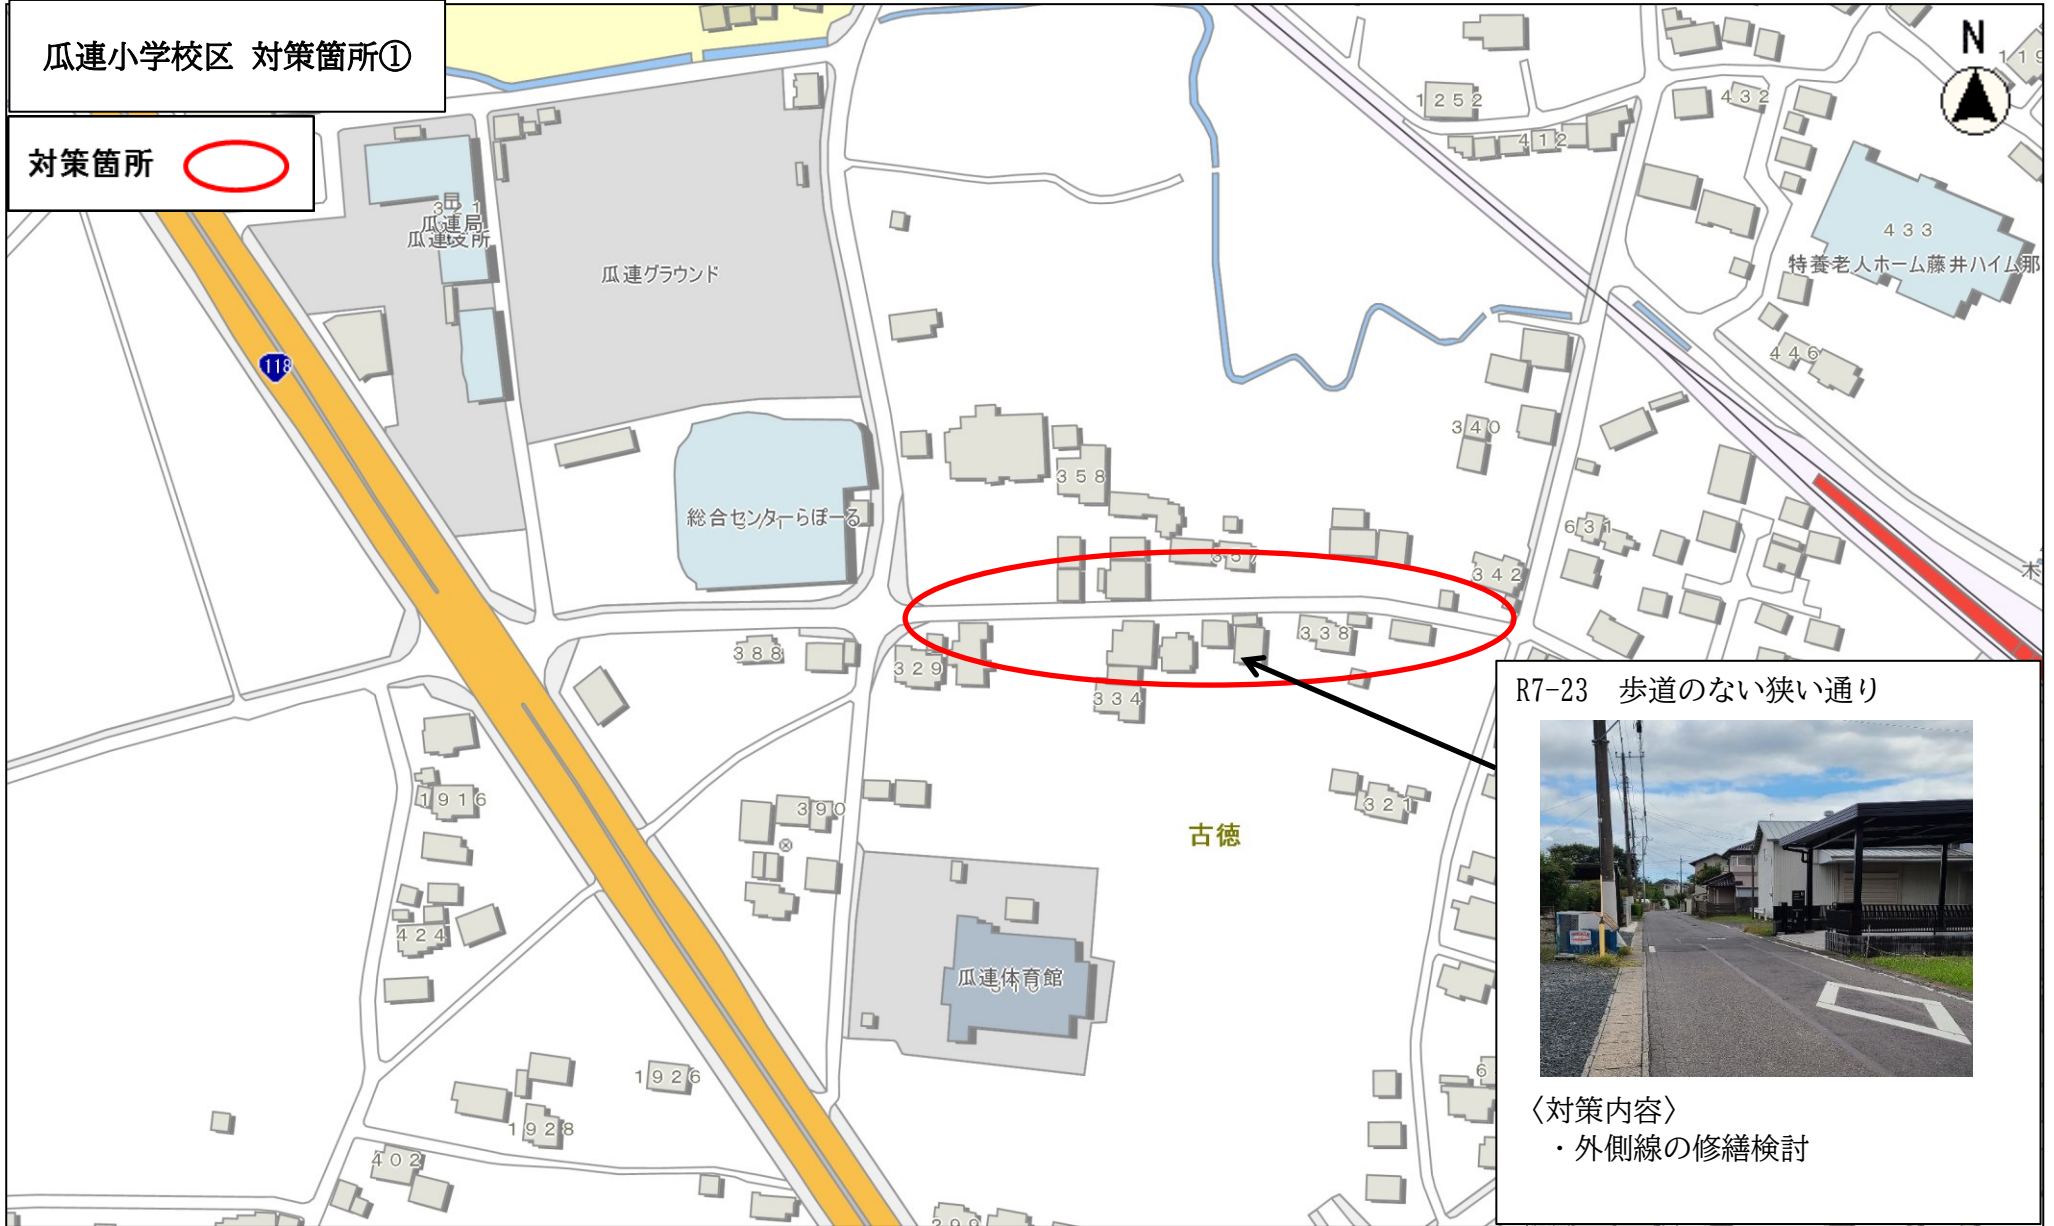 瓜連小学校区 対策箇所①
対策箇所
N
119
1252
432
412
433
特養老人ホーム藤井ハイム那
瓜連局
瓜連支所
瓜連グラウンド
118
446
340
358
総合センターらぽーる
631
357
342
338
388
329
334
R7-23 歩道のない狭い通り
1916
390
321
古徳
424
瓜連体育館
1926
1928
402
〈対策内容〉
・外側線の修繕検討